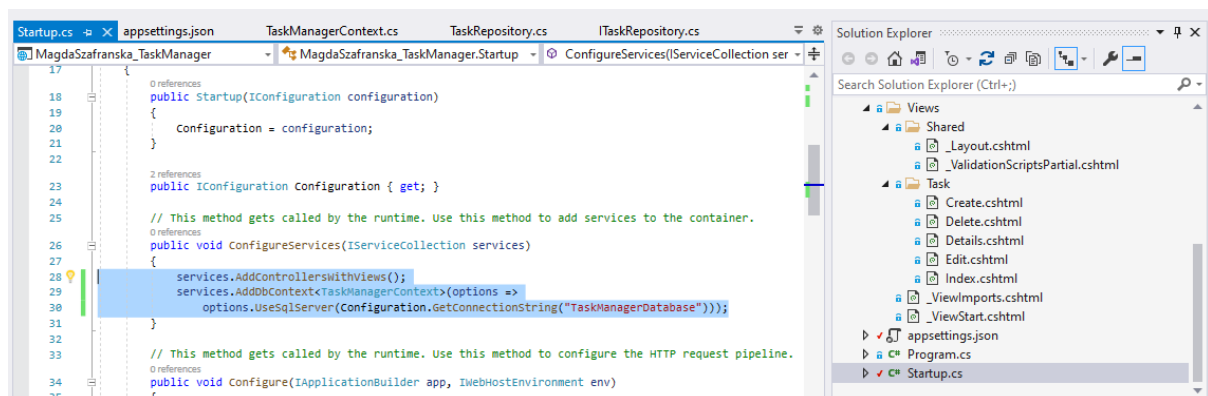 Startup.cs appsettings.json TaskManagerContext.cs TaskRepository.cs ITaskRepository.cs
MagdaSzafranska_TaskManager MagdaSzafranska_TaskManager.Startup ConfigureServices(IServiceCollection ser
17 {
0 references
18 public Startup(IConfiguration configuration)
19 {
20 Configuration = configuration;
21 }
22
2 references
23 public IConfiguration Configuration { get; }
24
25 // This method gets called by the runtime. Use this method to add services to the container.
0 references
26 public void ConfigureServices(IServiceCollection services)
27 {
28 services.AddControllersWithViews();
29 services.AddDbContext<TaskManagerContext>(options =>
30 options.UseSqlServer(Configuration.GetConnectionString("TaskManagerDatabase")));
31 }
32
33 // This method gets called by the runtime. Use this method to configure the HTTP request pipeline.
0 references
34 public void Configure(IApplicationBuilder app, IWebHostEnvironment env)
Solution Explorer
Search Solution Explorer (Ctrl+;)
Views
Shared
_Layout.cshtml
_ValidationScriptsPartial.cshtml
Task
Create.cshtml
Delete.cshtml
Details.cshtml
Edit.cshtml
Index.cshtml
_ViewImports.cshtml
_ViewStart.cshtml
appsettings.json
C# Program.cs
C# Startup.cs